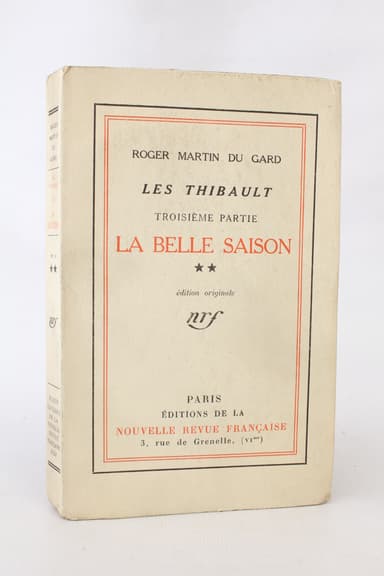 ROGER MARTIN DU GARD
LES THIBAULT
TROISIÈME PARTIE
LA BELLE SAISON
★★
édition originale
nrf
PARIS
ÉDITIONS DE LA
NOUVELLE REVUE FRANÇAISE
3, rue de Grenelle, (VIme)
★★
nrf